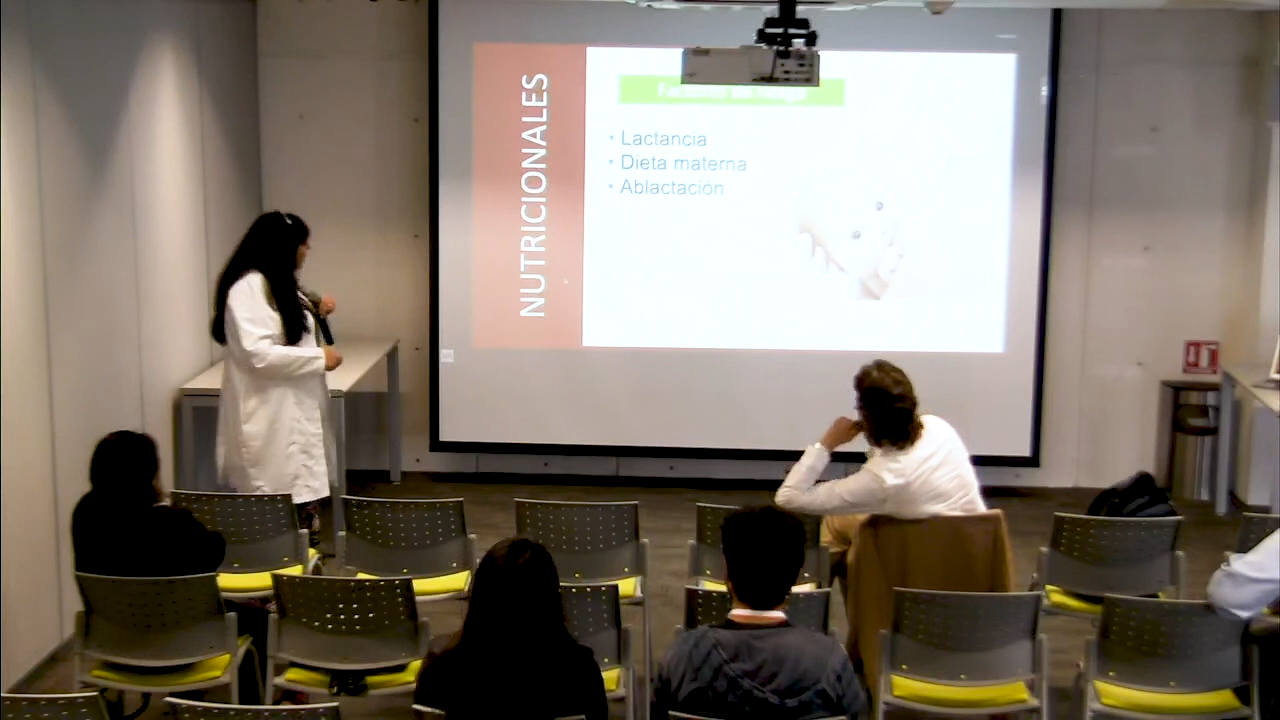 NUTRICIONALES
• Lactancia
• Dieta materna
• Ablactación